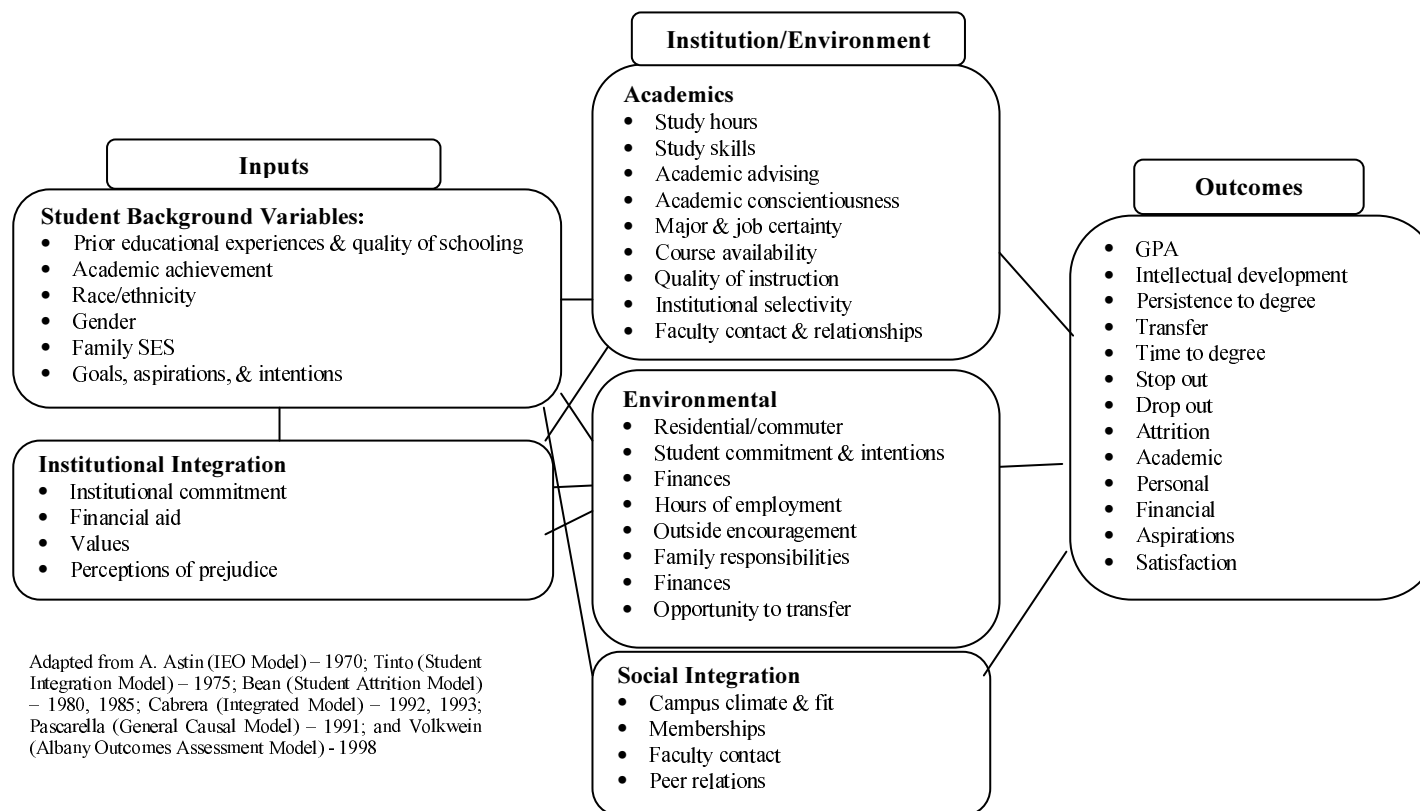 Inputs
Student Background Variables:
• Prior educational experiences & quality of schooling
• Academic achievement
• Race/ethnicity
• Gender
• Family SES
• Goals, aspirations, & intentions
Institutional Integration
• Institutional commitment
• Financial aid
• Values
• Perceptions of prejudice
Adapted from A. Astin (IEO Model) – 1970; Tinto (Student
Integration Model) – 1975; Bean (Student Attrition Model)
– 1980, 1985; Cabrera (Integrated Model) – 1992, 1993;
Pascarella (General Causal Model) – 1991; and Volkwein
(Albany Outcomes Assessment Model) - 1998
Institution/Environment
Academics
• Study hours
• Study skills
• Academic advising
• Academic conscientiousness
• Major & job certainty
• Course availability
• Quality of instruction
• Institutional selectivity
• Faculty contact & relationships
Environmental
• Residential/commuter
• Student commitment & intentions
• Finances
• Hours of employment
• Outside encouragement
• Family responsibilities
• Finances
• Opportunity to transfer
Social Integration
• Campus climate & fit
• Memberships
• Faculty contact
• Peer relations
Outcomes
• GPA
• Intellectual development
• Persistence to degree
• Transfer
• Time to degree
• Stop out
• Drop out
• Attrition
• Academic
• Personal
• Financial
• Aspirations
• Satisfaction